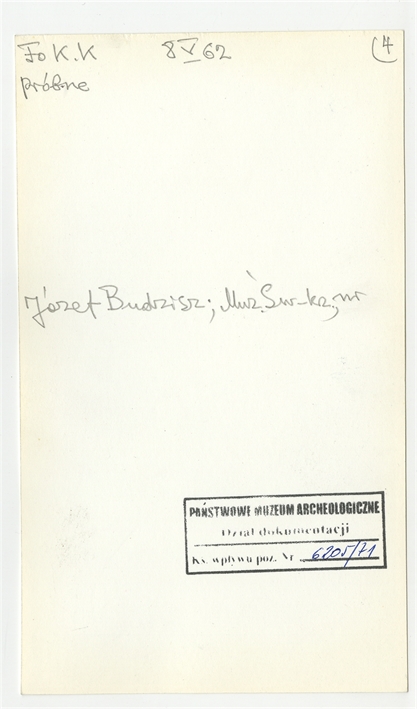 Fo K.K 8 V 62 (4
próbne
Józef Budzisz; Muz. Św-kz; nr
PAŃSTWOWE MUZEUM ARCHEOLOGICZNE
Dział dokumentacji
Ks. wpływu poz. Nr 6205/71